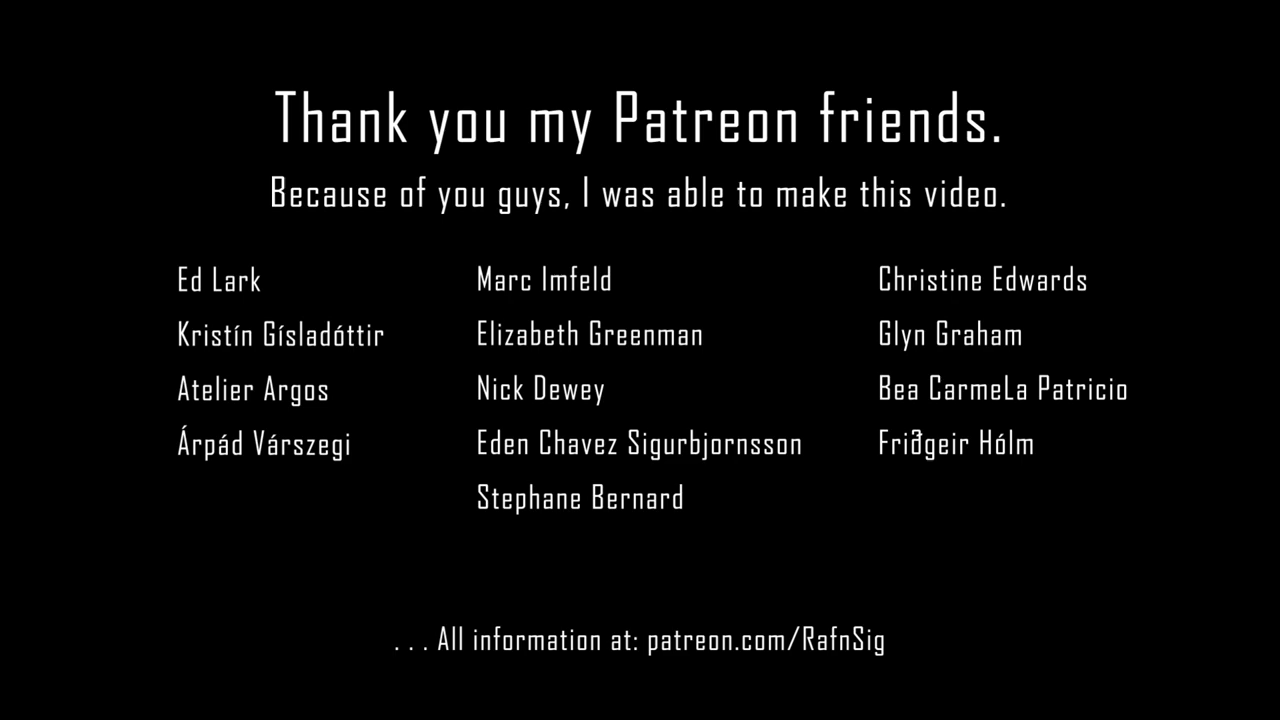 Thank you my Patreon friends.
Because of you guys, I was able to make this video.
Ed Lark
Kristín Gísladóttir
Atelier Argos
Árpád Várszegi
Marc Imfeld
Elizabeth Greenman
Nick Dewey
Eden Chavez Sigurbjornsson
Stephane Bernard
Christine Edwards
Glyn Graham
Bea CarmeLa Patricio
Friðgeir Hólm
. . . All information at: patreon.com/RafnSig